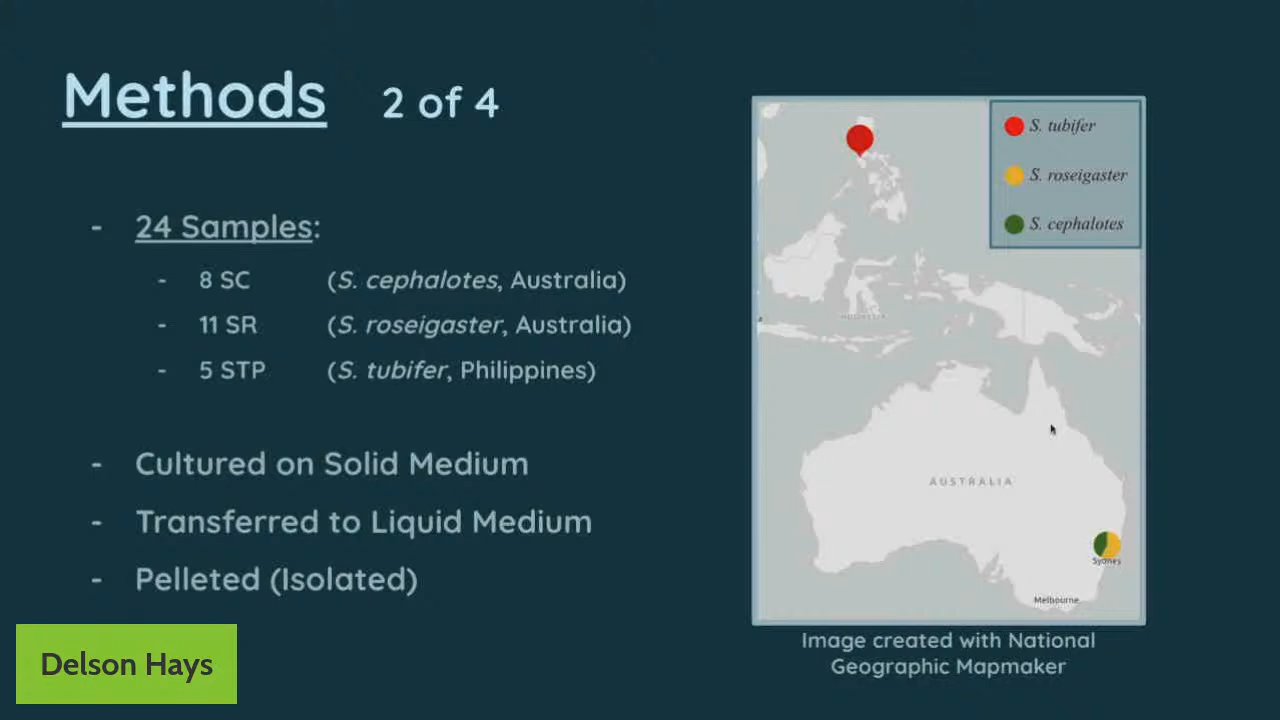 Methods 2 of 4
- 24 Samples:
- 8 SC (S. cephalotes, Australia)
- 11 SR (S. roseigaster, Australia)
- 5 STP (S. tubifer, Philippines)
- Cultured on Solid Medium
- Transferred to Liquid Medium
- Pelleted (Isolated)
Delson Hays
S. tubifer
S. roseigaster
S. cephalotes
INDONESIA
AUSTRALIA
Sydney
Melbourne
Image created with National
Geographic Mapmaker